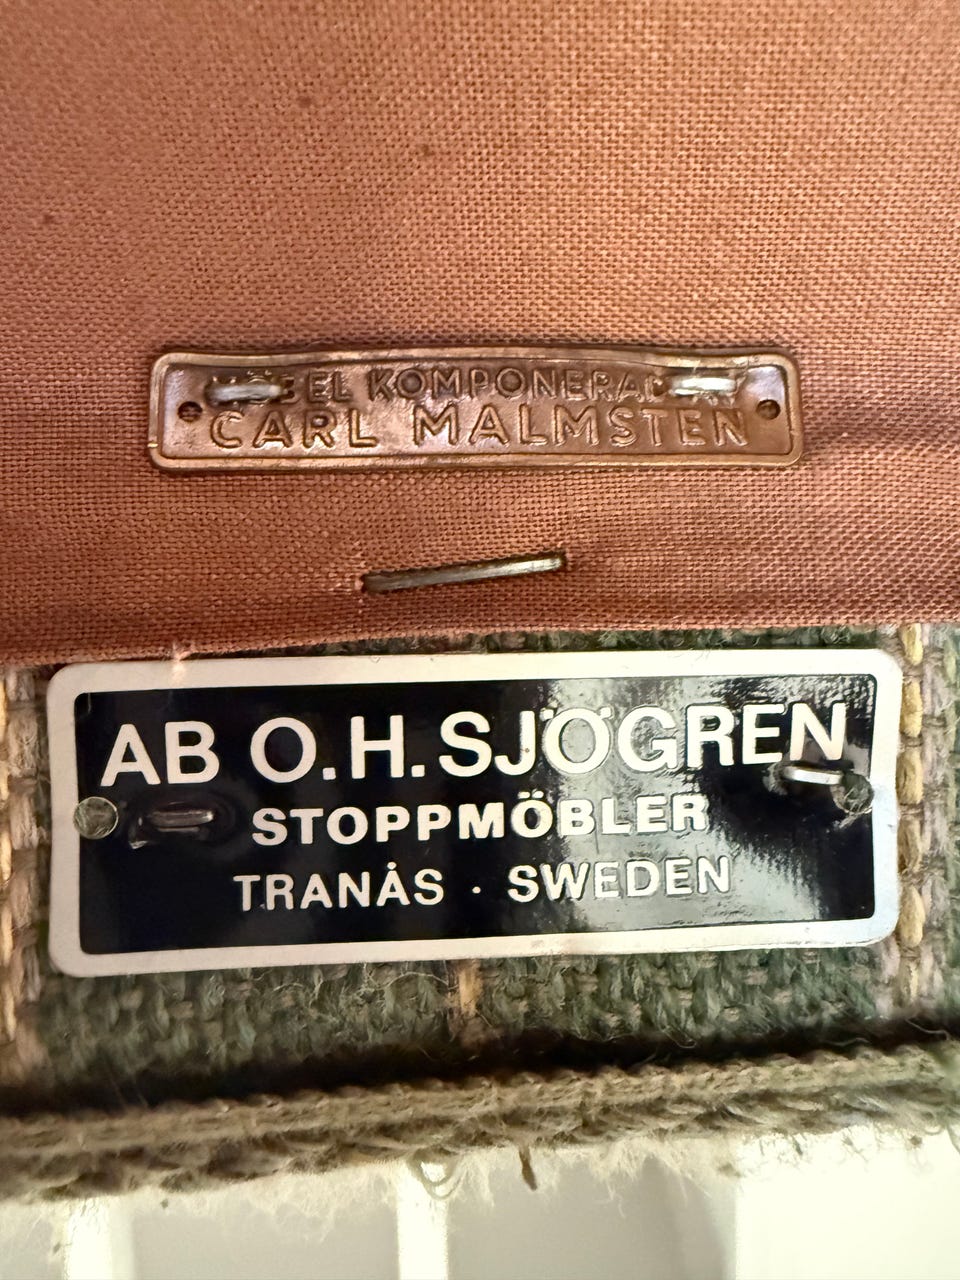 KOMPONERAD
CARL MALMSTEN
AB O.H. SJÖGREN
STOPPMÖBLER
TRANÅS · SWEDEN